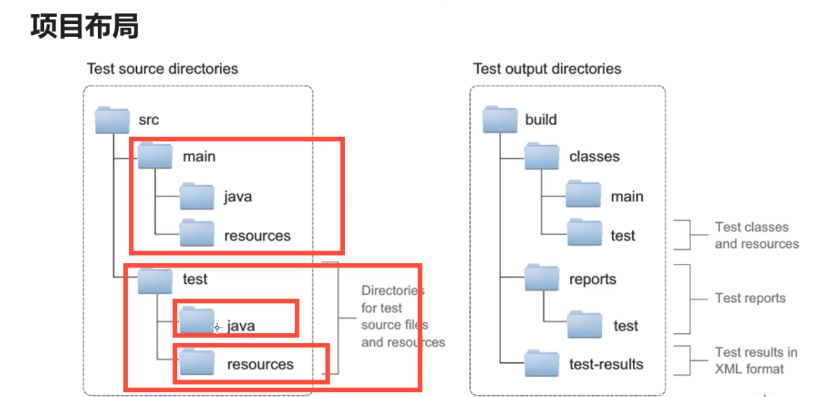 项目布局
Test source directories
src
main
java
resources
test
java
resources
Directories
for test
source files
and resources
Test output directories
build
classes
main
test
reports
test
test-results
Test classes
and resources
Test reports
Test results in
XML format